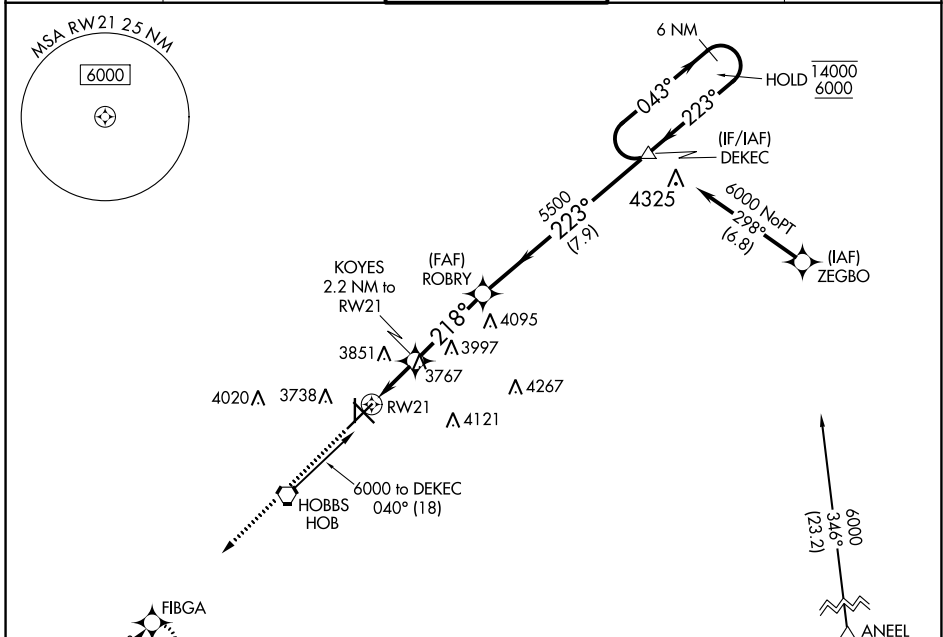 MSA RW21 25 NM
6000
6 NM
HOLD 14000
6000
043°
223°
(IF/IAF)
DEKEC
4325
5500
223°
(7.9)
6000 NoPT
298°
(6.8)
(IAF)
ZEGBO
(FAF)
ROBRY
KOYES
2.2 NM to
RW21
218°
4095
3851
3997
3767
4020
3738
4267
RW21
4121
6000 to DEKEC
040° (18)
HOBBS
HOB
6000
346°
(23.2)
FIBGA
ANEEL